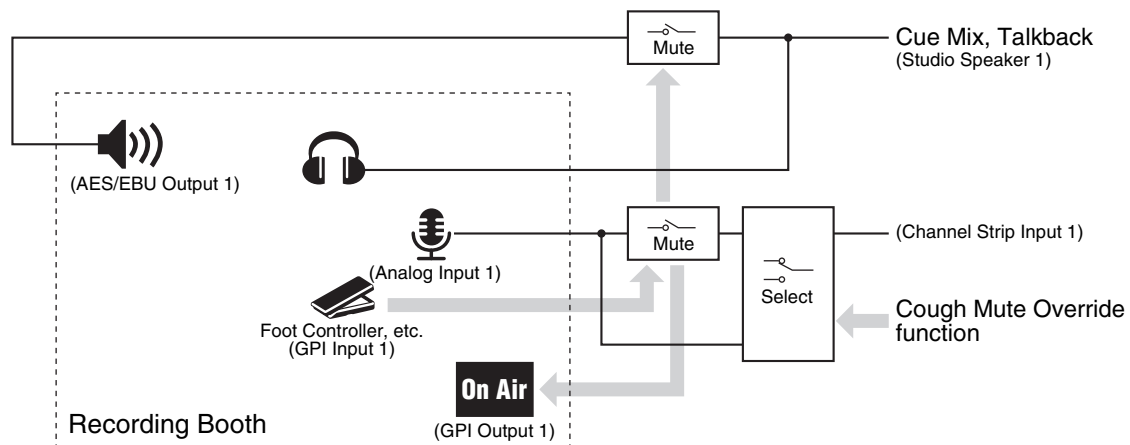 Mute
Cue Mix, Talkback
(Studio Speaker 1)
(AES/EBU Output 1)
Mute
(Channel Strip Input 1)
(Analog Input 1)
Select
Cough Mute Override
function
Foot Controller, etc.
(GPI Input 1)
On Air
Recording Booth
(GPI Output 1)